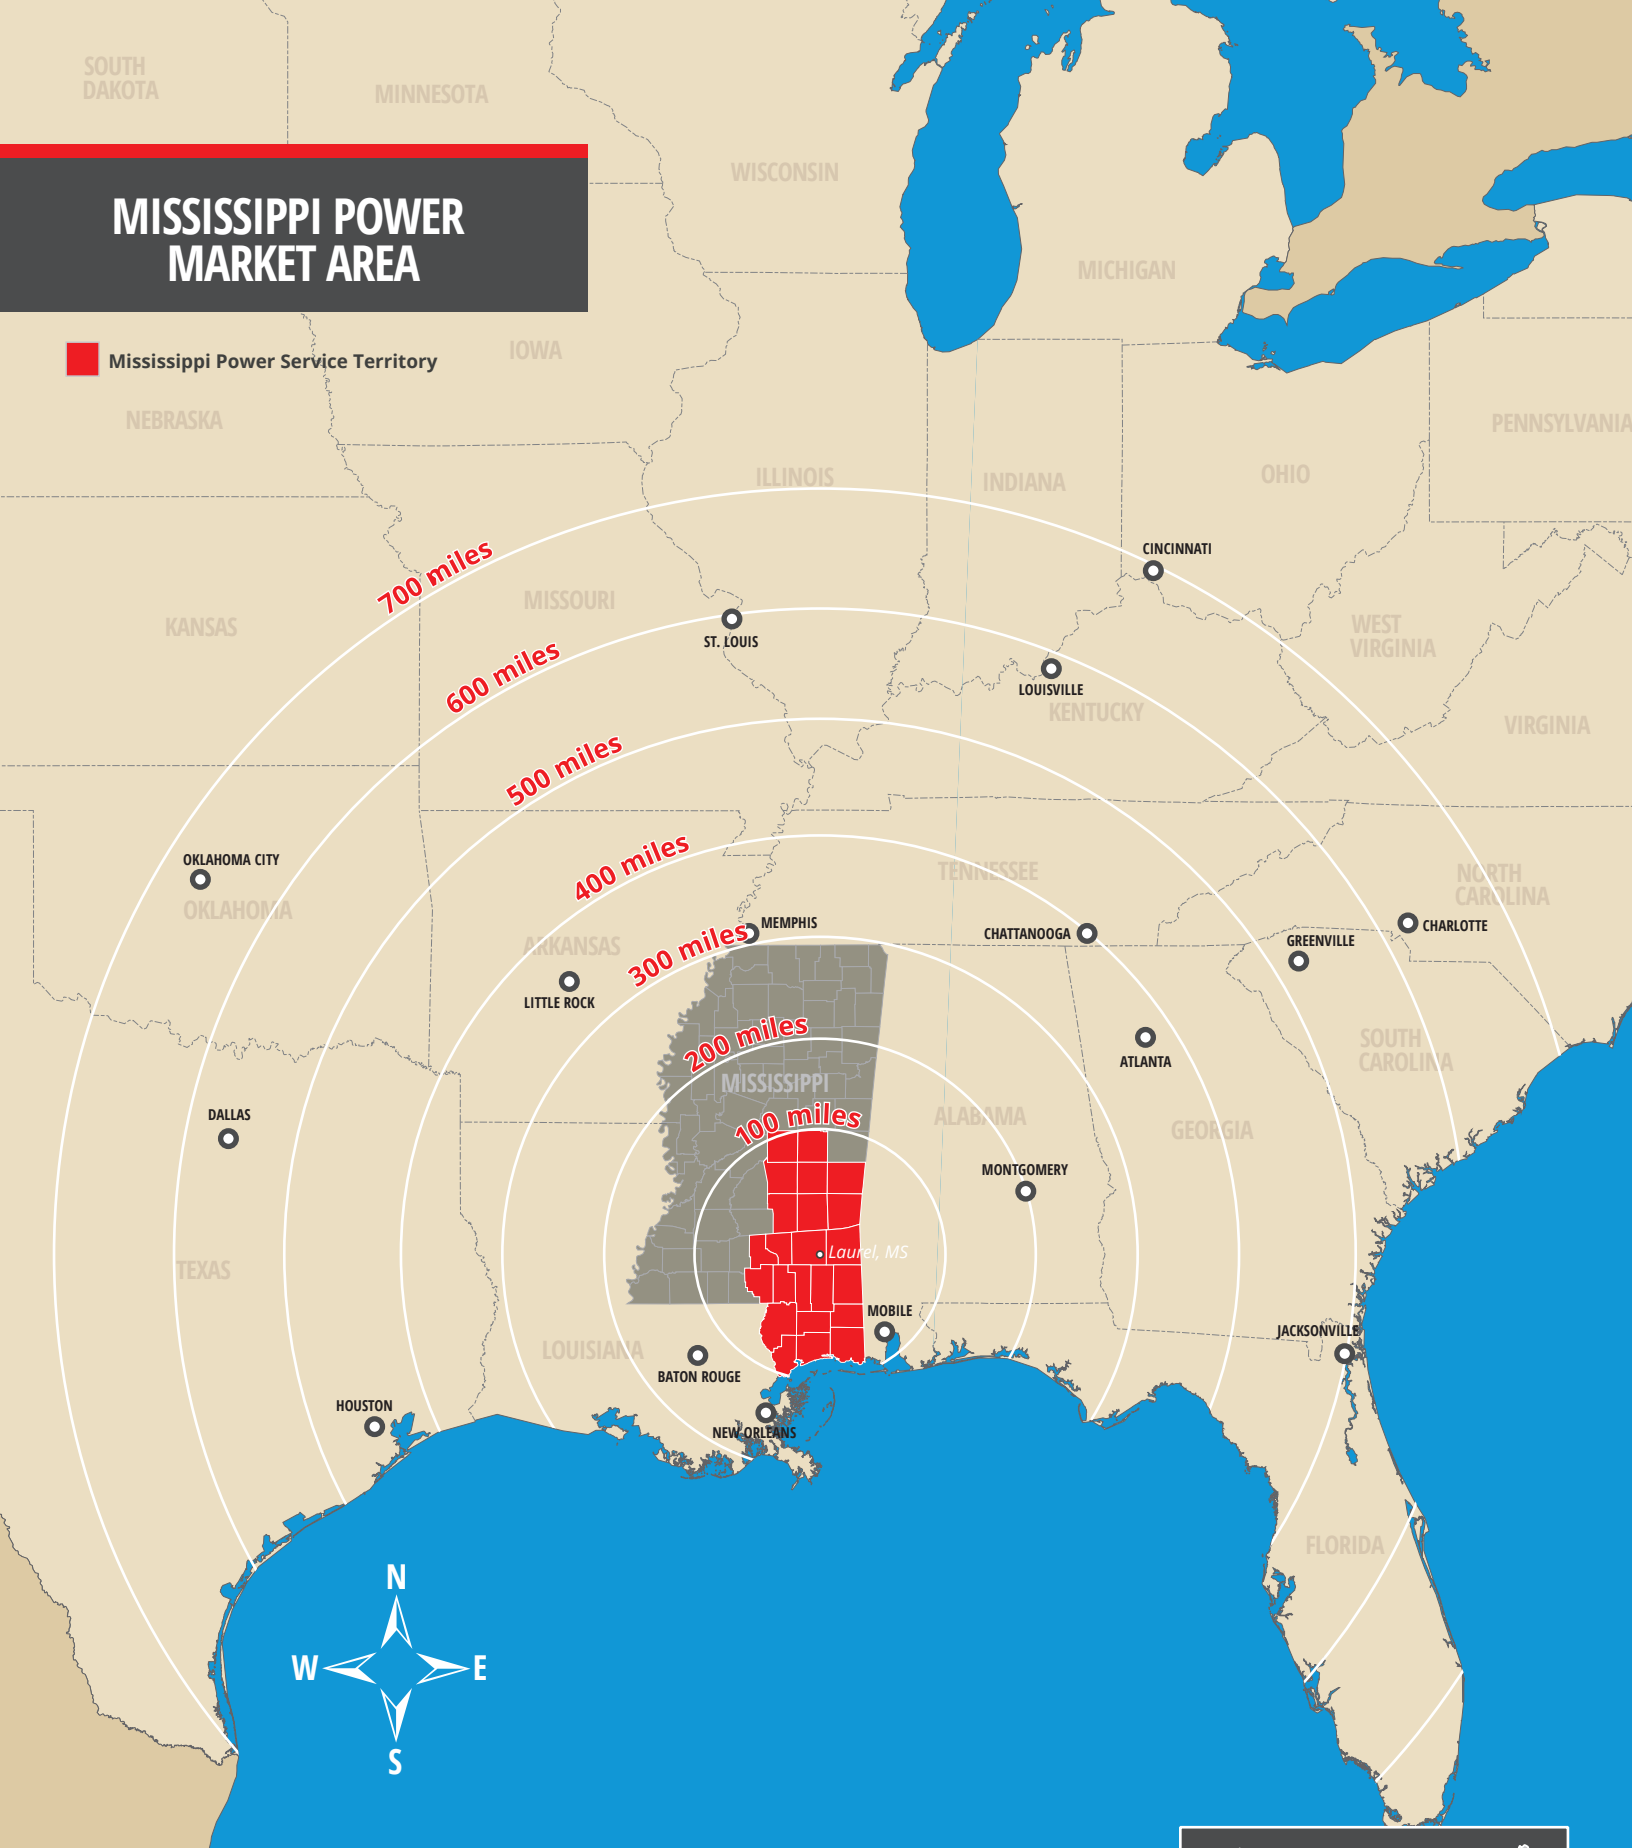 SOUTH
DAKOTA
MINNESOTA
WISCONSIN
MISSISSIPPI POWER
MARKET AREA
MICHIGAN
IOWA
Mississippi Power Service Territory
NEBRASKA
PENNSYLVANIA
ILLINOIS
INDIANA
OHIO
CINCINNATI
700 miles
MISSOURI
KANSAS
ST. LOUIS
WEST
VIRGINIA
600 miles
LOUISVILLE
KENTUCKY
VIRGINIA
500 miles
OKLAHOMA CITY
400 miles
TENNESSEE
NORTH
CAROLINA
OKLAHOMA
MEMPHIS
CHATTANOOGA
CHARLOTTE
ARKANSAS
300 miles
GREENVILLE
LITTLE ROCK
200 miles
SOUTH
CAROLINA
ATLANTA
MISSISSIPPI
DALLAS
100 miles
ALABAMA
GEORGIA
MONTGOMERY
Laurel, MS
TEXAS
MOBILE
JACKSONVILLE
LOUISIANA
BATON ROUGE
HOUSTON
NEW ORLEANS
FLORIDA
N
W
E
S